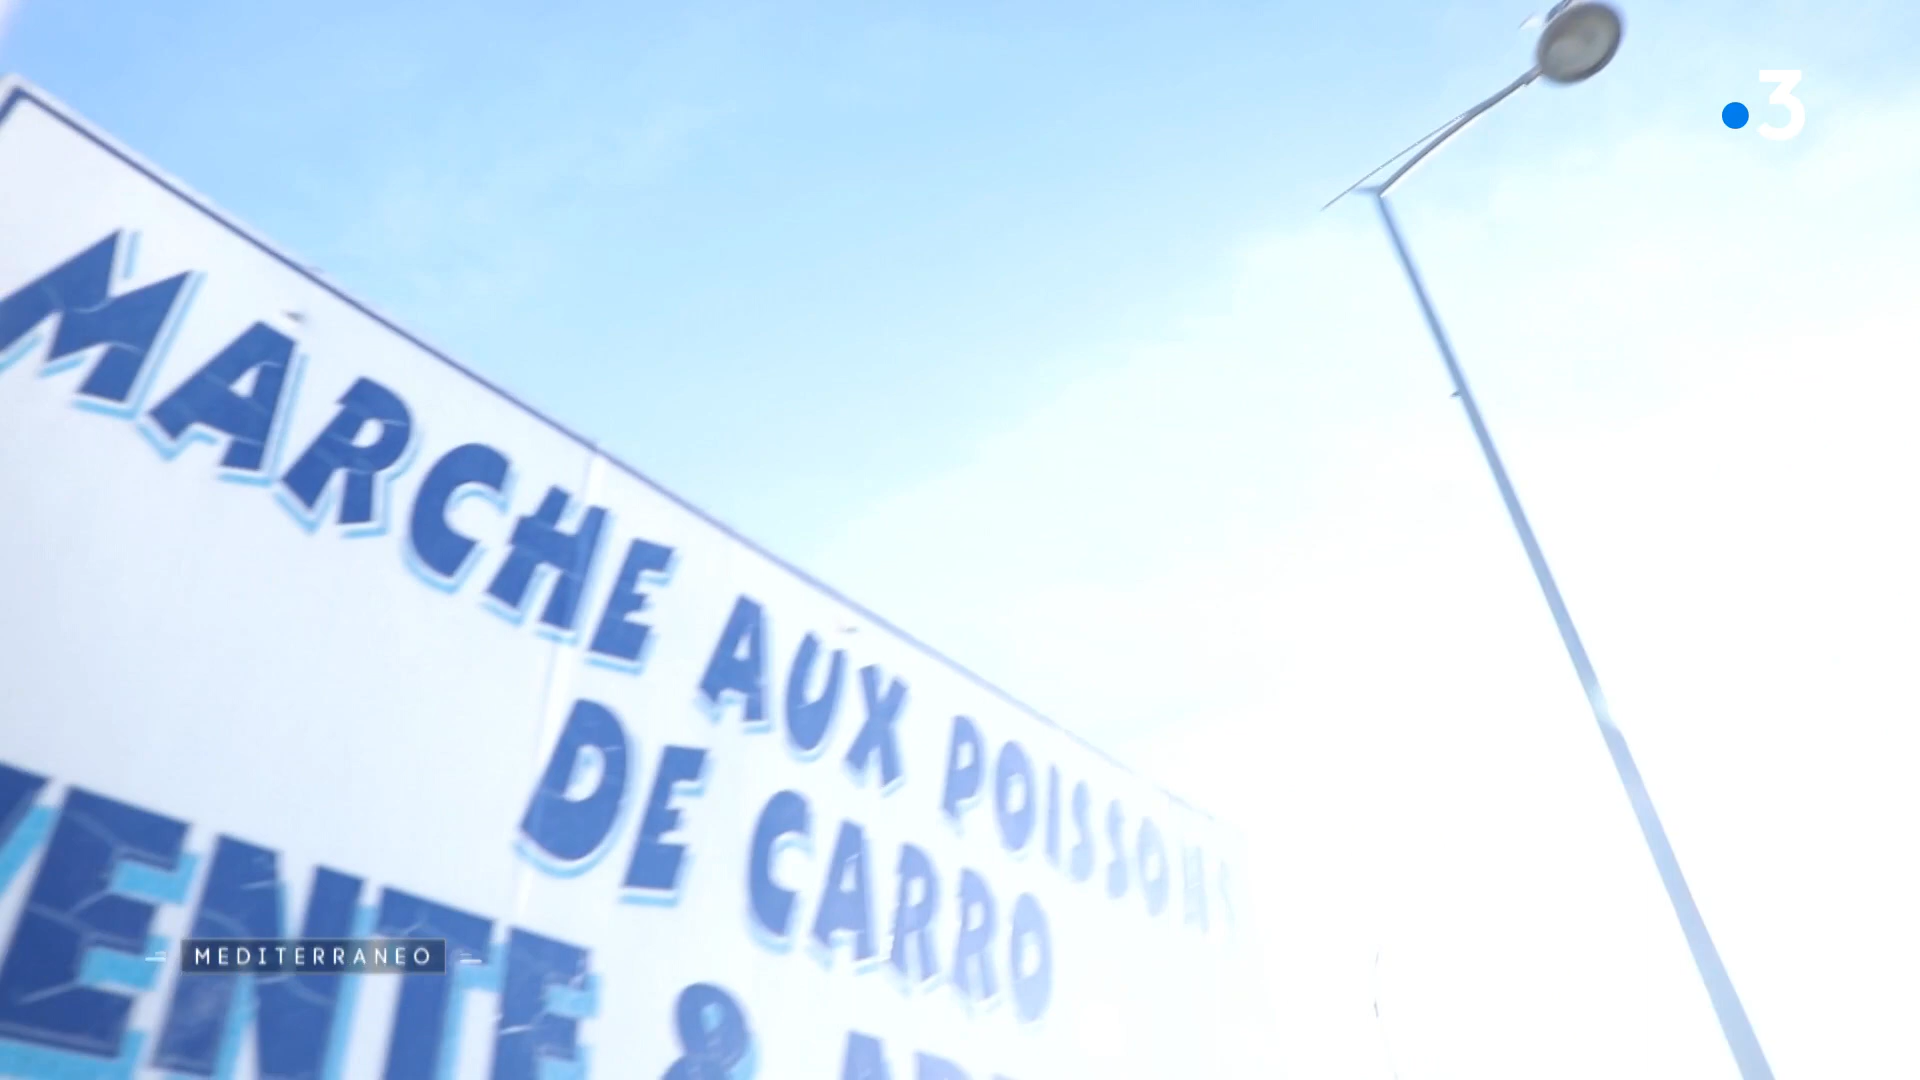 3
MARCHE AUX POISSONS
DE CARRO
VENTE &
MEDITERRANEO